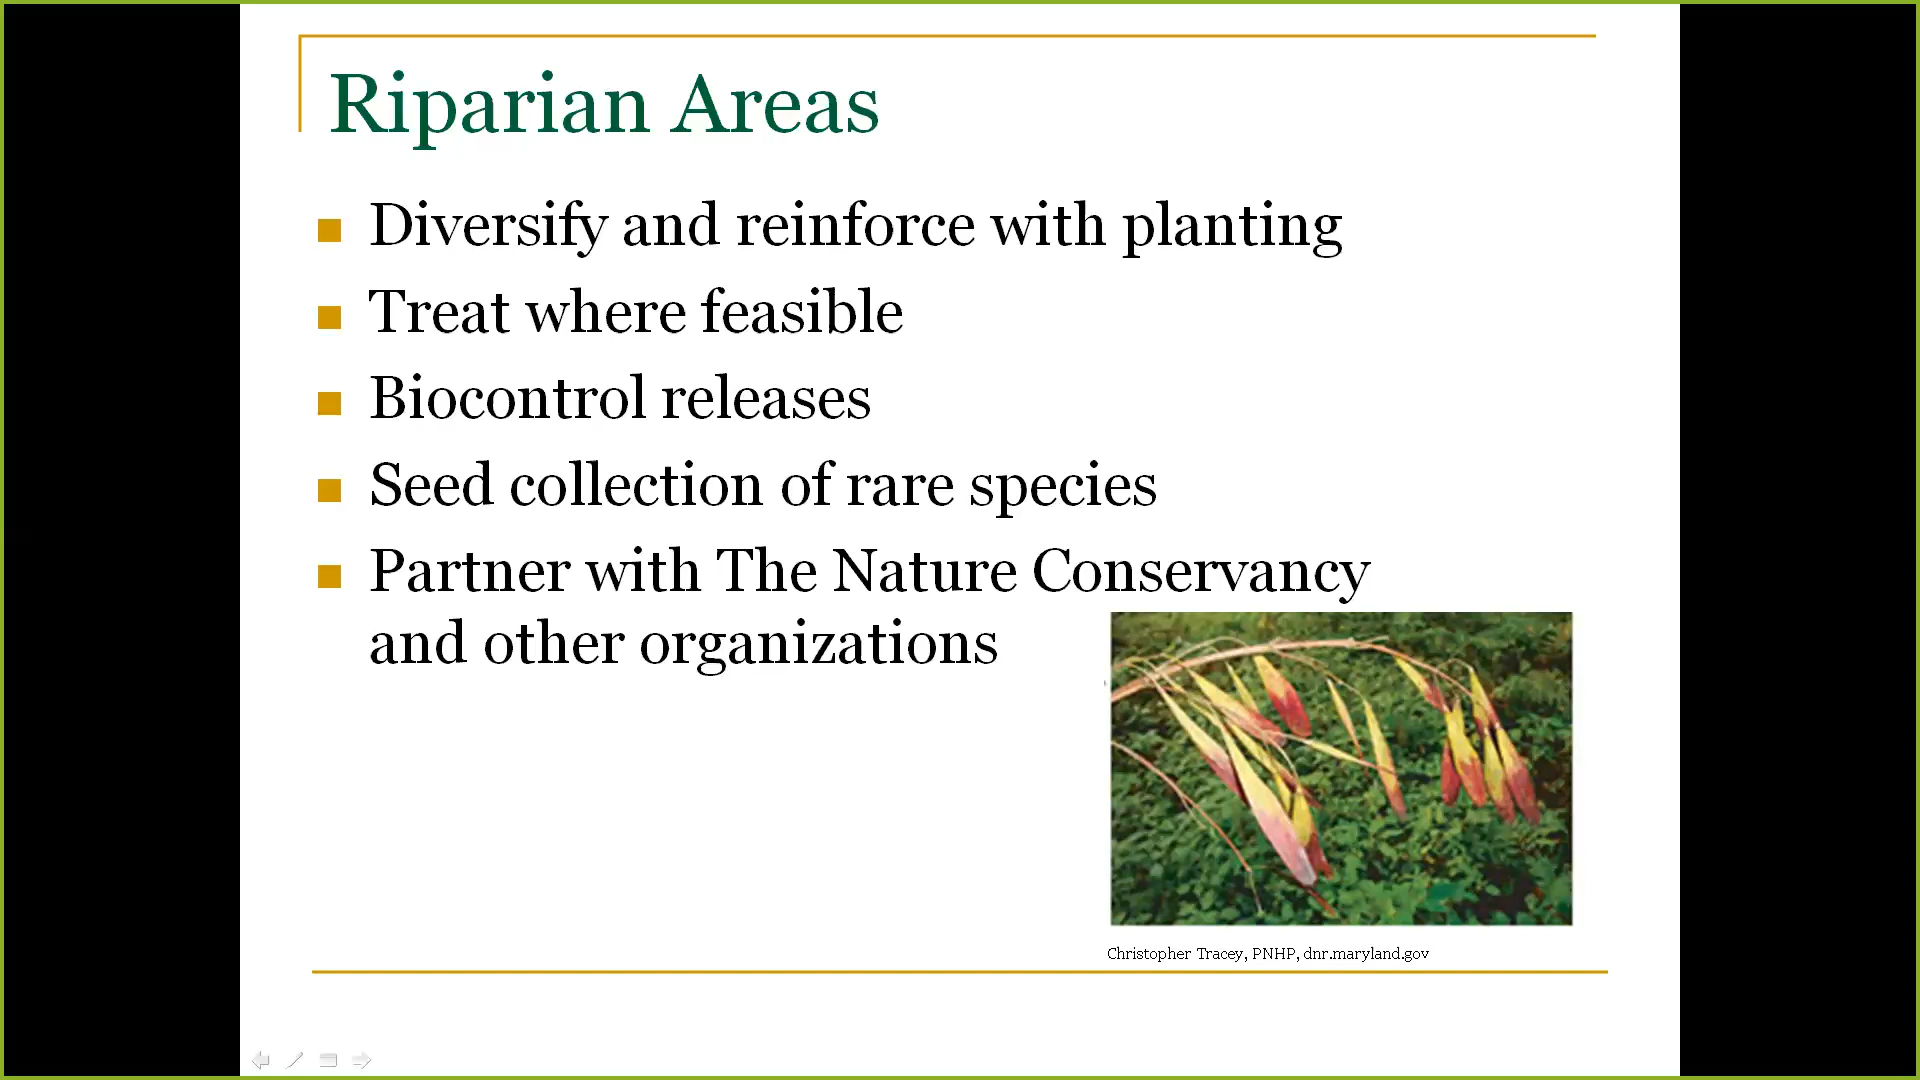 Riparian Areas
Diversify and reinforce with planting
Treat where feasible
Biocontrol releases
Seed collection of rare species
Partner with The Nature Conservancy
and other organizations
Christopher Tracey, PNHP, dnr.maryland.gov